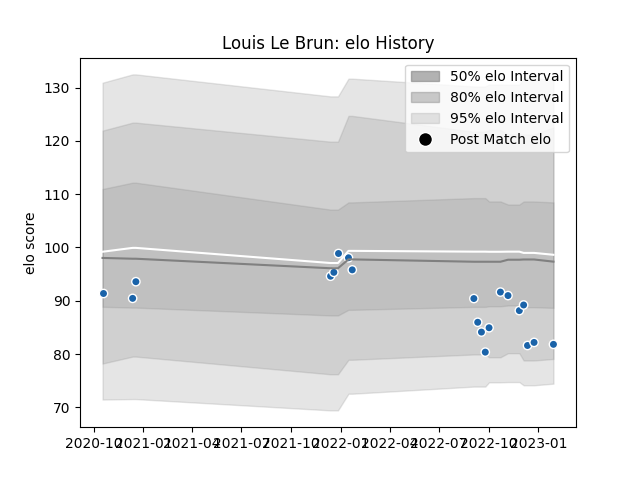 Louis Le Brun: elo History
50% elo Interval
80% elo Interval
95% elo Interval
Post Match elo
elo score
130
120
110
100
90
80
70
2020-10 2021-01 2021-04 2021-07 2021-10 2022-01 2022-04 2022-07 2022-10 2023-01